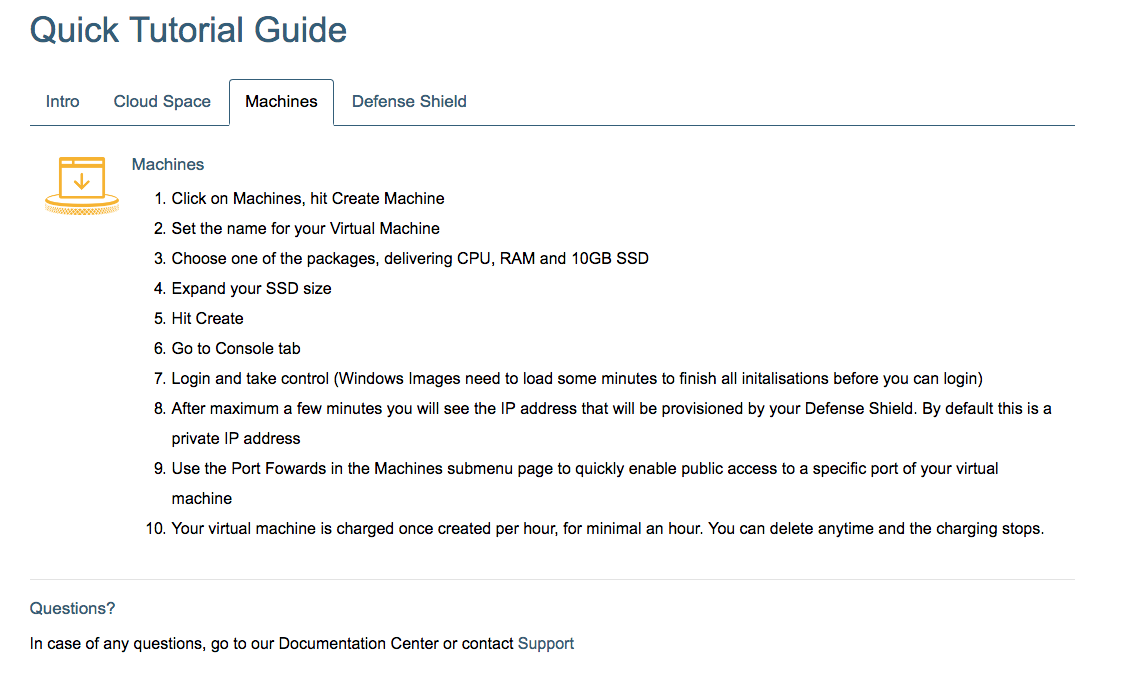 Quick Tutorial Guide
Intro
Cloud Space
Machines
Defense Shield
Machines
1. Click on Machines, hit Create Machine
2. Set the name for your Virtual Machine
3. Choose one of the packages, delivering CPU, RAM and 10GB SSD
4. Expand your SSD size
5. Hit Create
6. Go to Console tab
7. Login and take control (Windows Images need to load some minutes to finish all initalisations before you can login)
8. After maximum a few minutes you will see the IP address that will be provisioned by your Defense Shield. By default this is a
private IP address
9. Use the Port Fowards in the Machines submenu page to quickly enable public access to a specific port of your virtual
machine
10. Your virtual machine is charged once created per hour, for minimal an hour. You can delete anytime and the charging stops.
Questions?
In case of any questions, go to our Documentation Center or contact Support